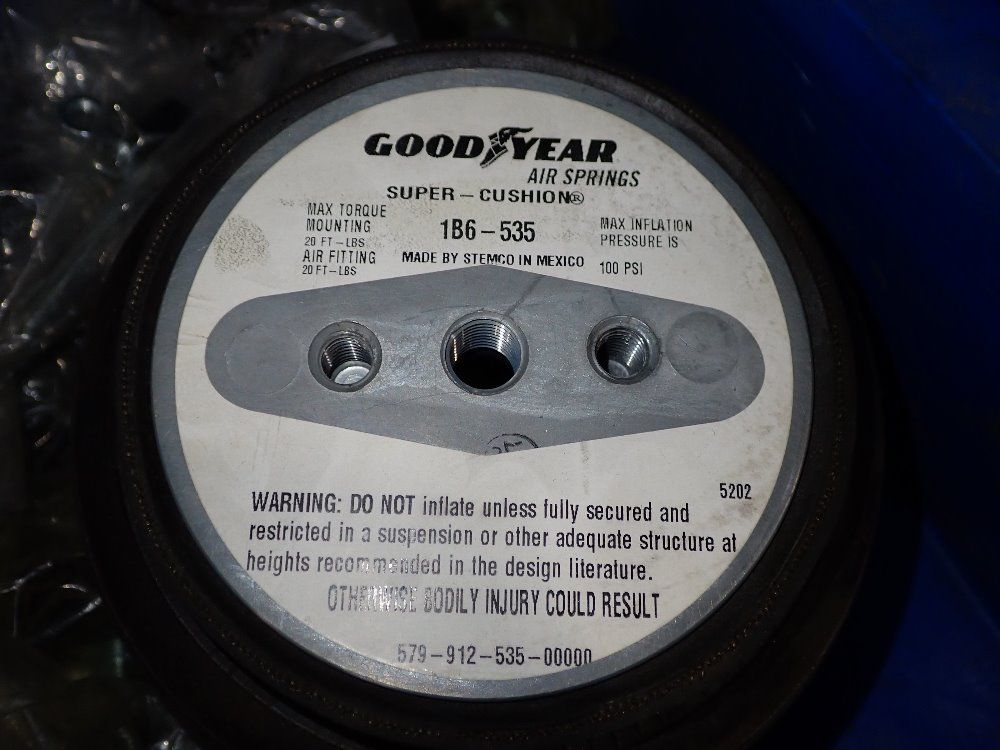 GOODYEAR
AIR SPRINGS
SUPER-CUSHION®
MAX TORQUE
MOUNTING
20 FT-LBS
AIR FITTING
20 FT-LBS
1B6-535
MADE BY STEMCO IN MEXICO
MAX INFLATION
PRESSURE IS
100 PSI
5202
WARNING: DO NOT inflate unless fully secured and
restricted in a suspension or other adequate structure at
heights recommended in the design literature.
OTHERWISE BODILY INJURY COULD RESULT
579-912-535-00000